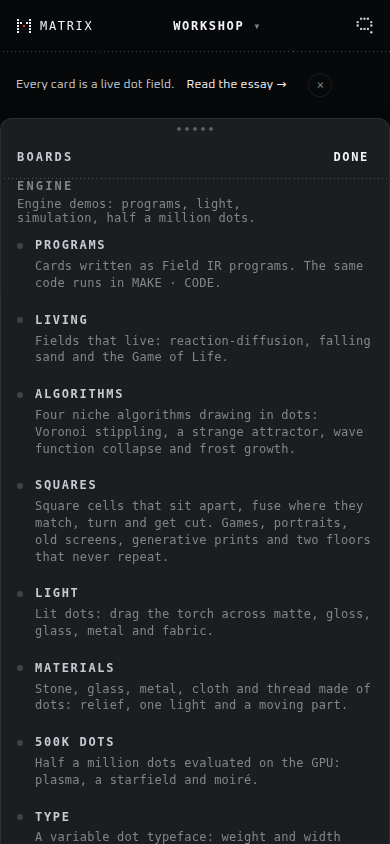 MATRIX
WORKSHOP ▾
Every card is a live dot field. Read the essay →
×
BOARDS
DONE
ENGINE
Engine demos: programs, light,
simulation, half a million dots.
PROGRAMS
Cards written as Field IR programs. The same
code runs in MAKE · CODE.
LIVING
Fields that live: reaction-diffusion, falling
sand and the Game of Life.
ALGORITHMS
Four niche algorithms drawing in dots:
Voronoi stippling, a strange attractor, wave
function collapse and frost growth.
SQUARES
Square cells that sit apart, fuse where they
match, turn and get cut. Games, portraits,
old screens, generative prints and two floors
that never repeat.
LIGHT
Lit dots: drag the torch across matte, gloss,
glass, metal and fabric.
MATERIALS
Stone, glass, metal, cloth and thread made of
dots: relief, one light and a moving part.
500K DOTS
Half a million dots evaluated on the GPU:
plasma, a starfield and moiré.
TYPE
A variable dot typeface: weight and width